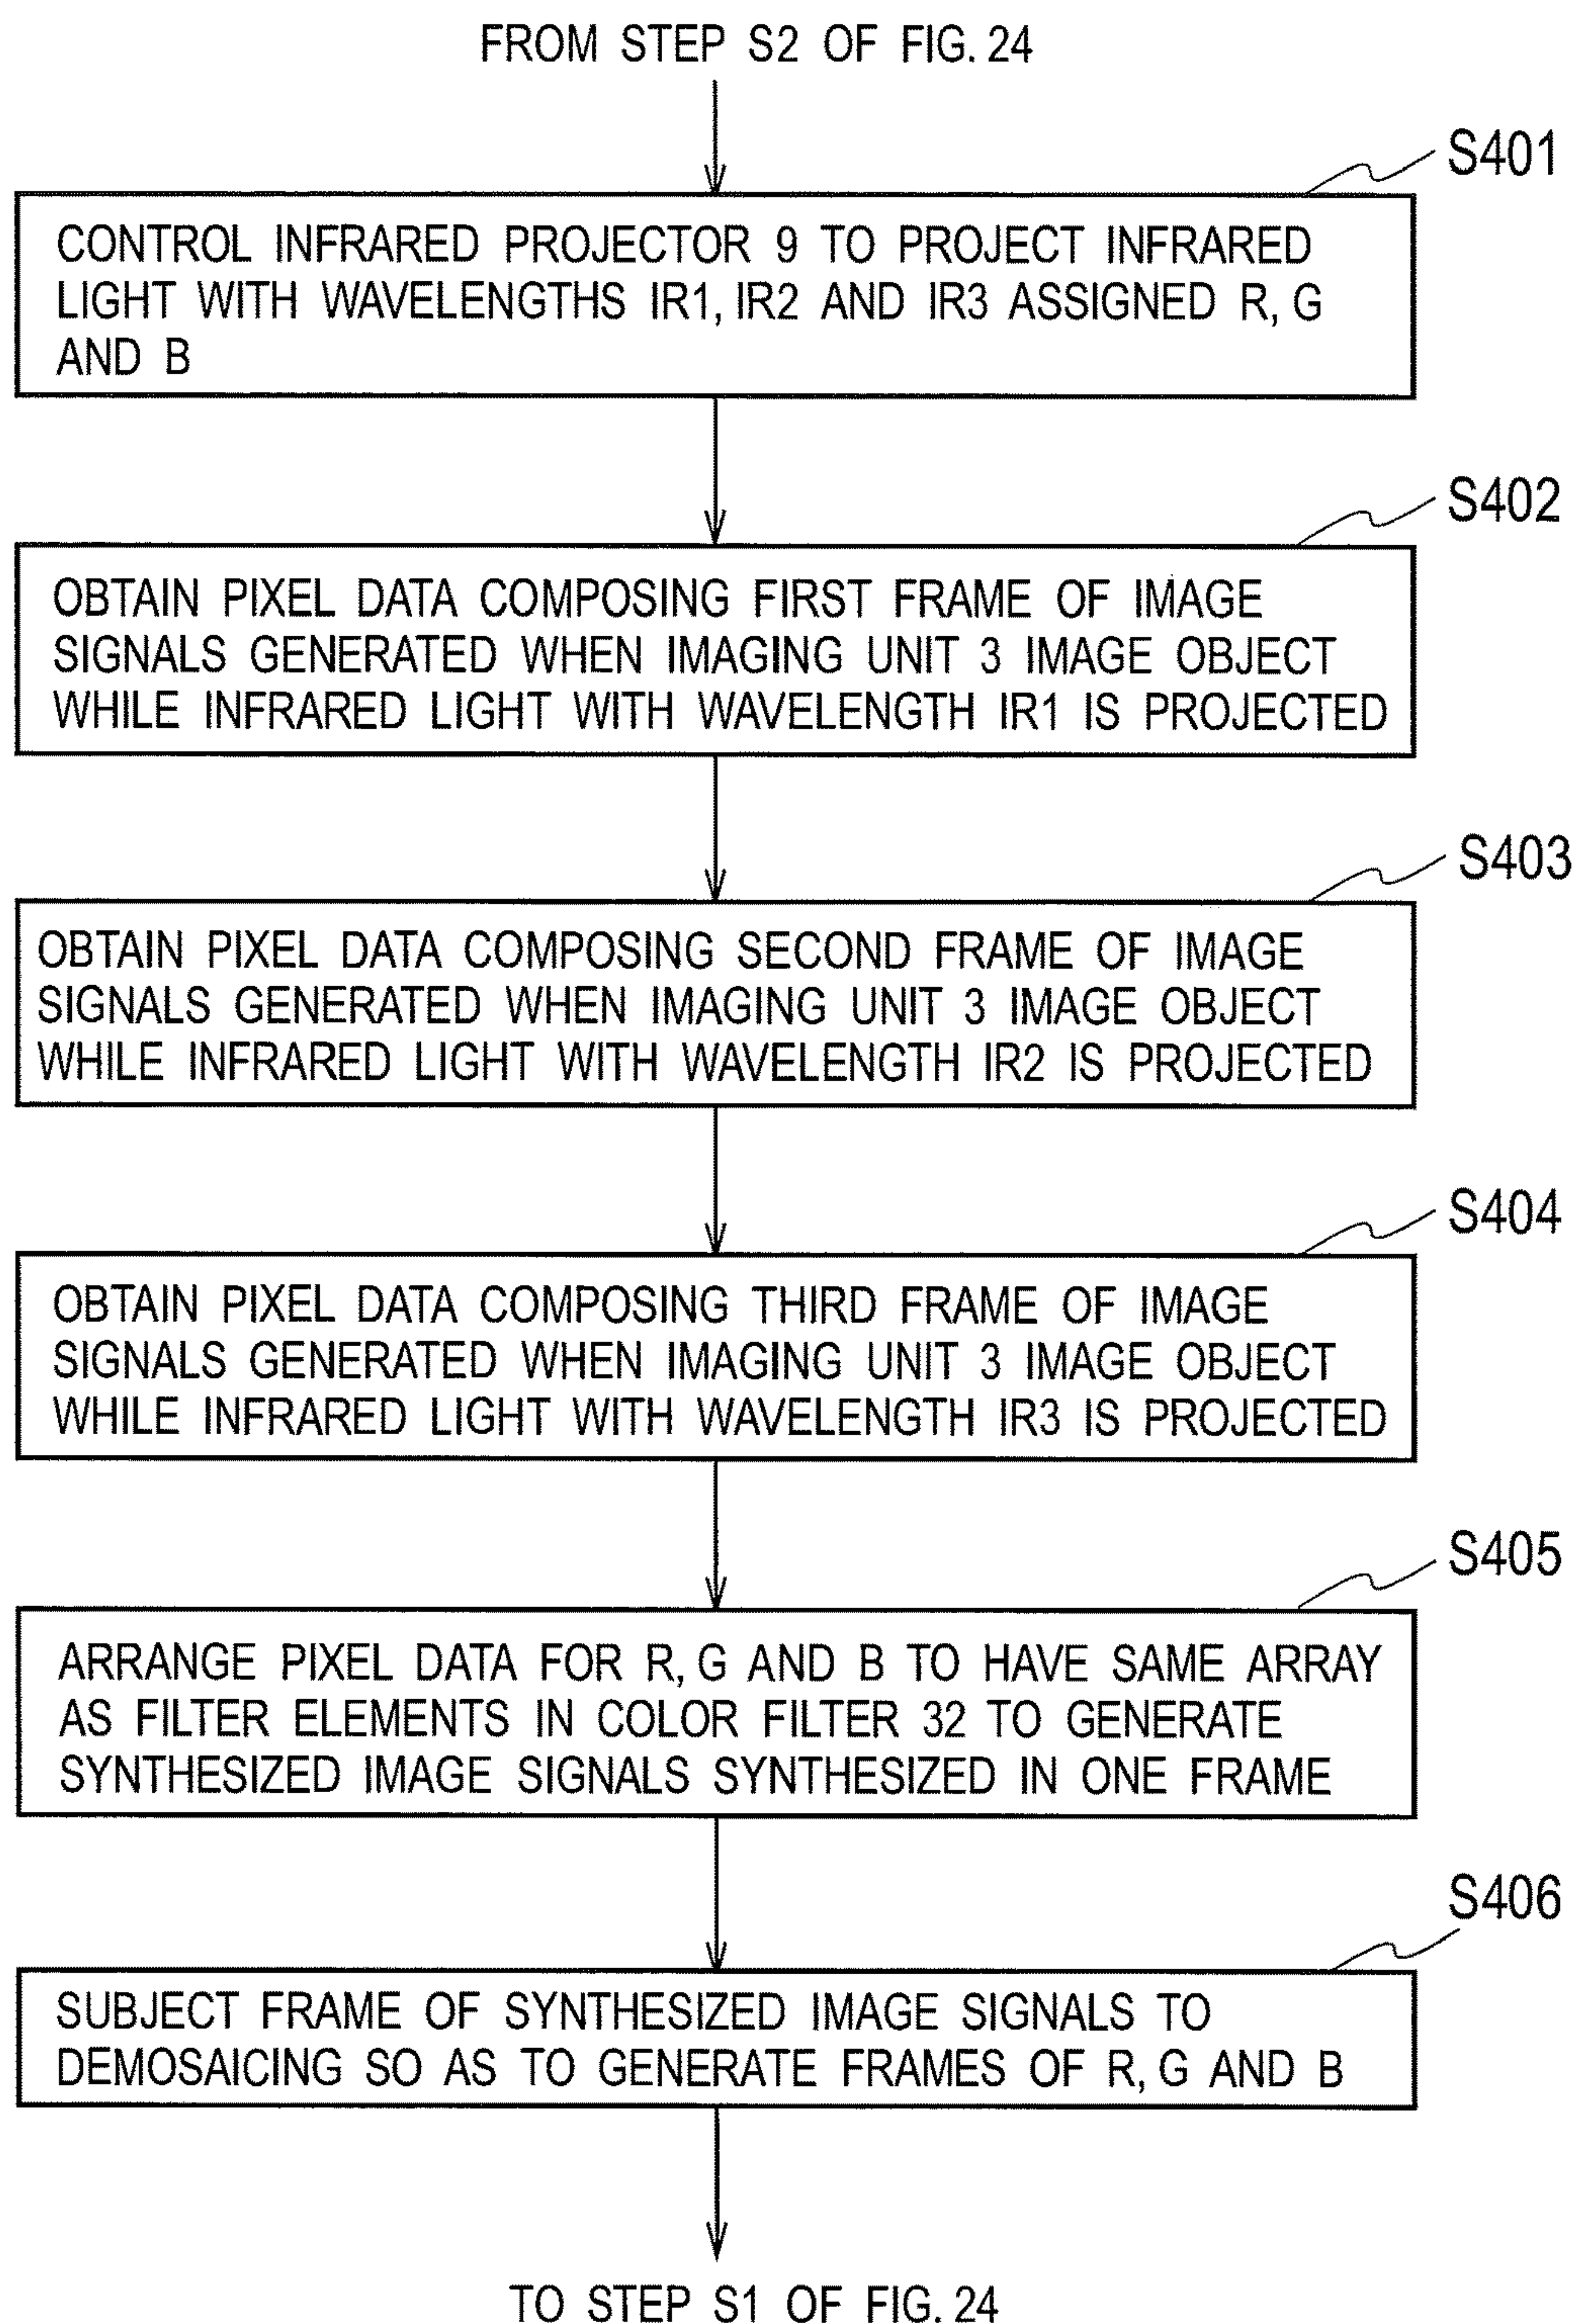 FROM STEP S2 OF FIG. 24
S401
CONTROL INFRARED PROJECTOR 9 TO PROJECT INFRARED
LIGHT WITH WAVELENGTHS IR1, IR2 AND IR3 ASSIGNED R, G
AND B
S402
OBTAIN PIXEL DATA COMPOSING FIRST FRAME OF IMAGE
SIGNALS GENERATED WHEN IMAGING UNIT 3 IMAGE OBJECT
WHILE INFRARED LIGHT WITH WAVELENGTH IR1 IS PROJECTED
S403
OBTAIN PIXEL DATA COMPOSING SECOND FRAME OF IMAGE
SIGNALS GENERATED WHEN IMAGING UNIT 3 IMAGE OBJECT
WHILE INFRARED LIGHT WITH WAVELENGTH IR2 IS PROJECTED
S404
OBTAIN PIXEL DATA COMPOSING THIRD FRAME OF IMAGE
SIGNALS GENERATED WHEN IMAGING UNIT 3 IMAGE OBJECT
WHILE INFRARED LIGHT WITH WAVELENGTH IR3 IS PROJECTED
S405
ARRANGE PIXEL DATA FOR R, G AND B TO HAVE SAME ARRAY
AS FILTER ELEMENTS IN COLOR FILTER 32 TO GENERATE
SYNTHESIZED IMAGE SIGNALS SYNTHESIZED IN ONE FRAME
S406
SUBJECT FRAME OF SYNTHESIZED IMAGE SIGNALS TO
DEMOSAICING SO AS TO GENERATE FRAMES OF R, G AND B
TO STEP S1 OF FIG. 24